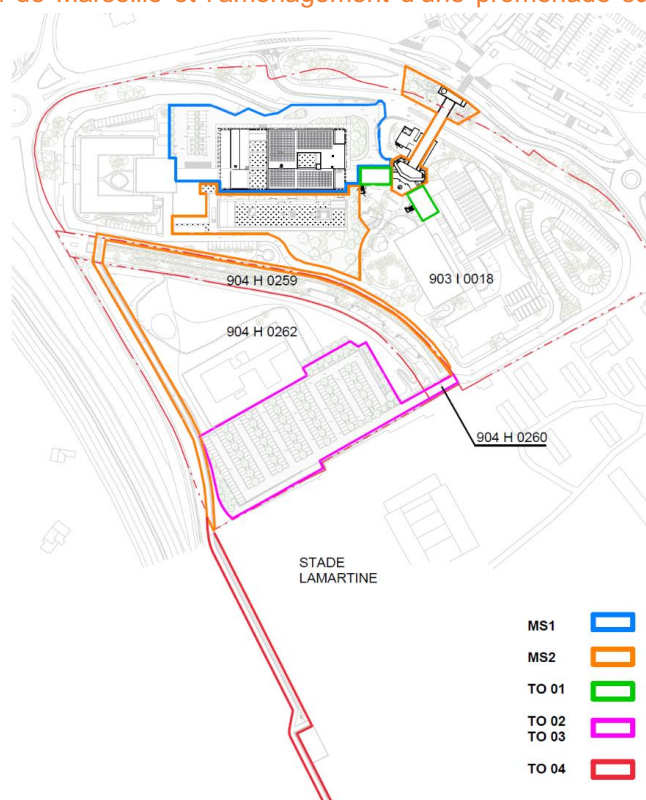 de Marseille et l'aménagement d'une promenade
904 H 0259
903 I 0018
904 H 0262
904 H 0260
STADE
LAMARTINE
MS1
MS2
TO 01
TO 02
TO 03
TO 04